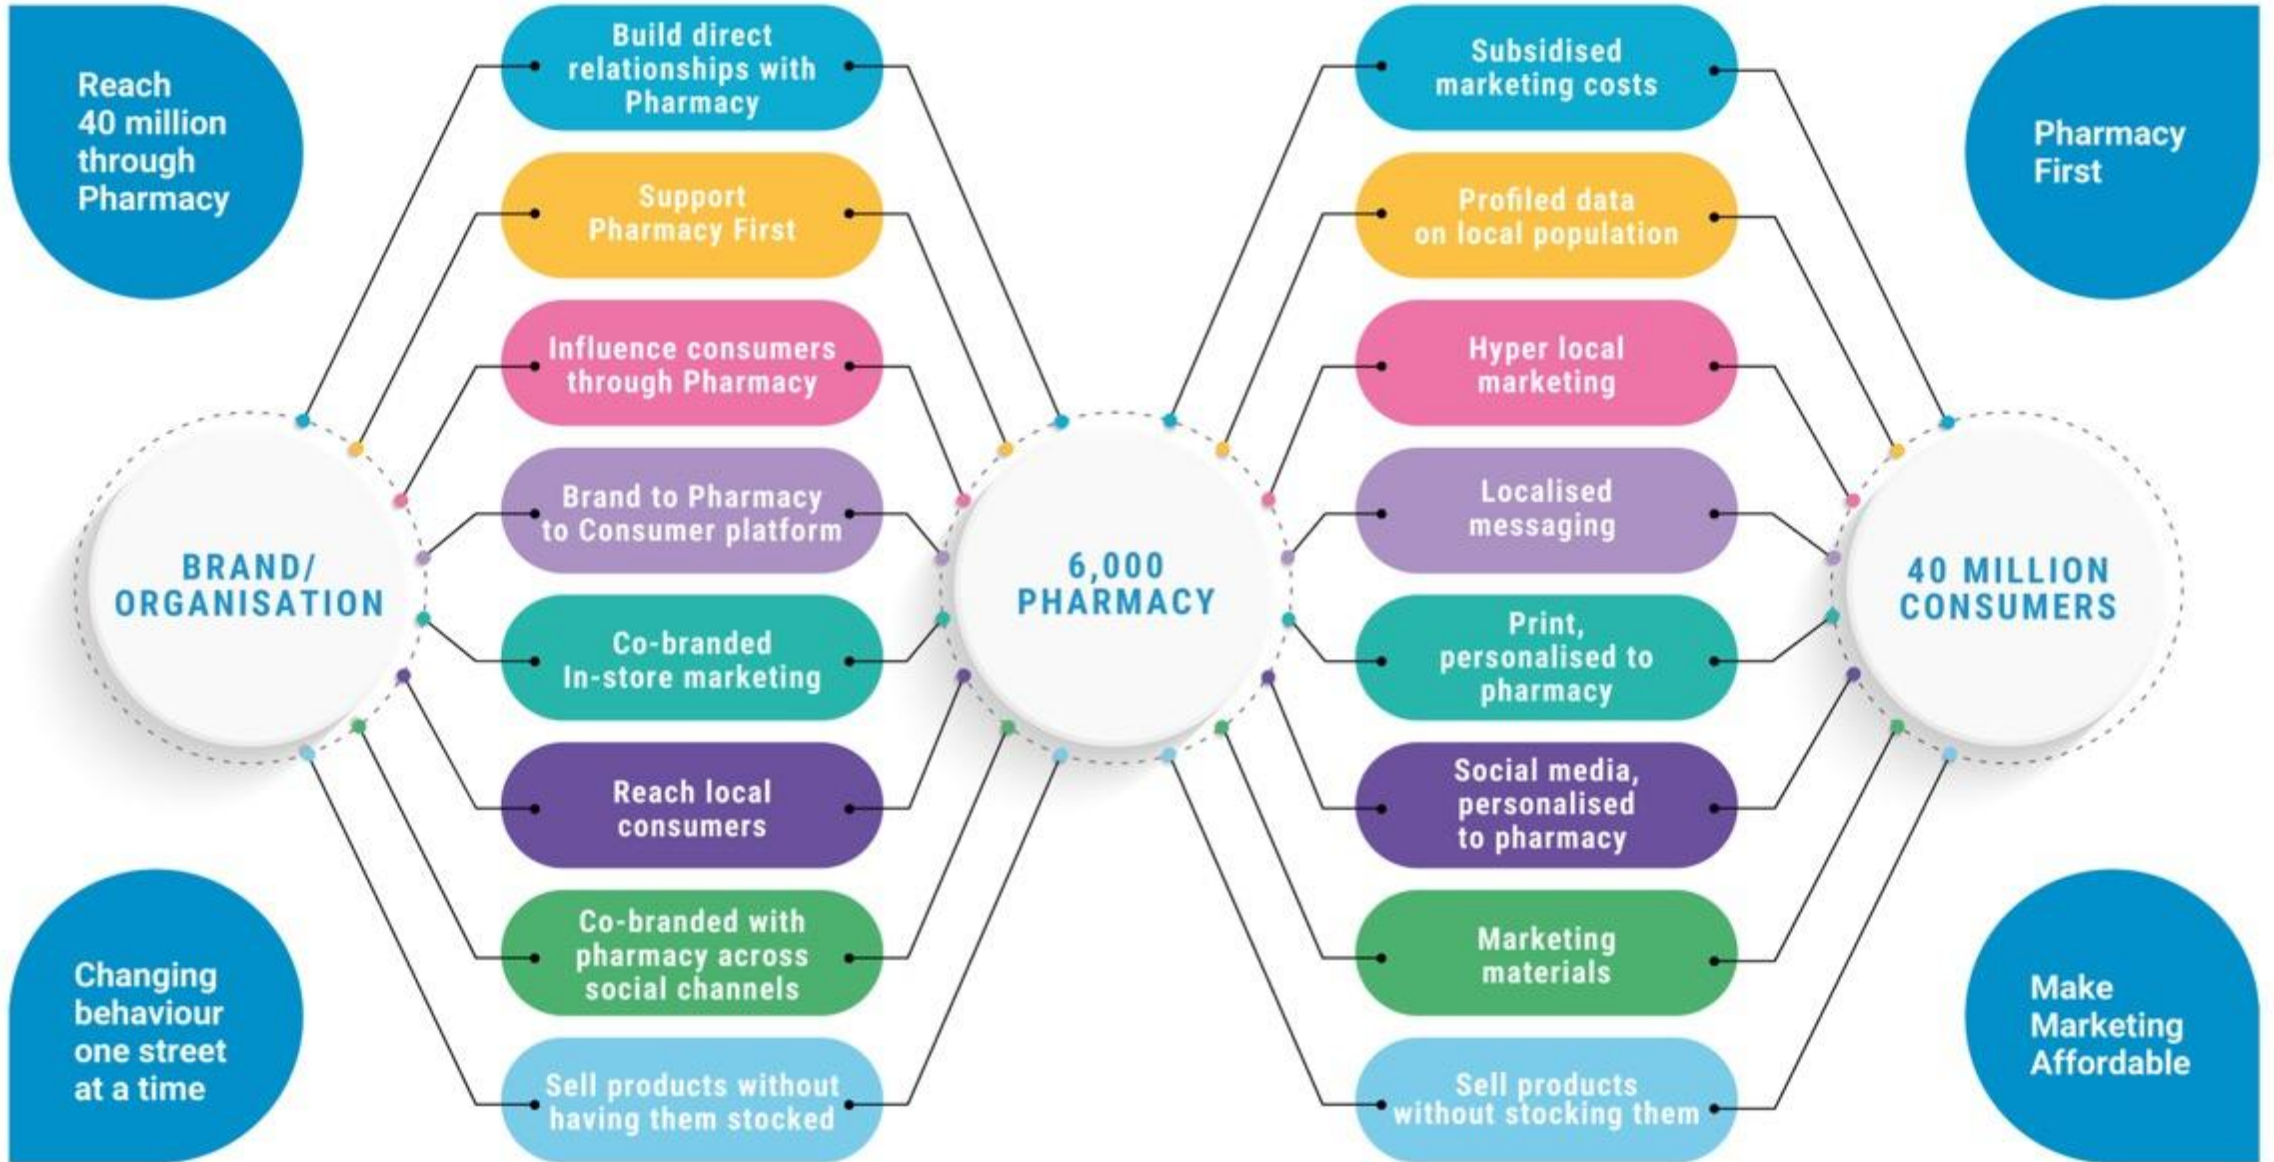 Reach
40 million
through
Pharmacy
Build direct
relationships with
Pharmacy
Support
Pharmacy First
Influence consumers
through Pharmacy
Brand to Pharmacy
to Consumer platform
Co-branded
In-store marketing
Reach local
consumers
Co-branded with
pharmacy across
social channels
Sell products without
having them stocked
BRAND/
ORGANISATION
6,000
PHARMACY
Subsidised
marketing costs
Profiled data
on local population
Hyper local
marketing
Localised
messaging
Print,
personalised to
pharmacy
Social media,
personalised
to pharmacy
Marketing
materials
Sell products
without stocking them
40 MILLION
CONSUMERS
Pharmacy
First
Changing
behaviour
one street
at a time
Make
Marketing
Affordable